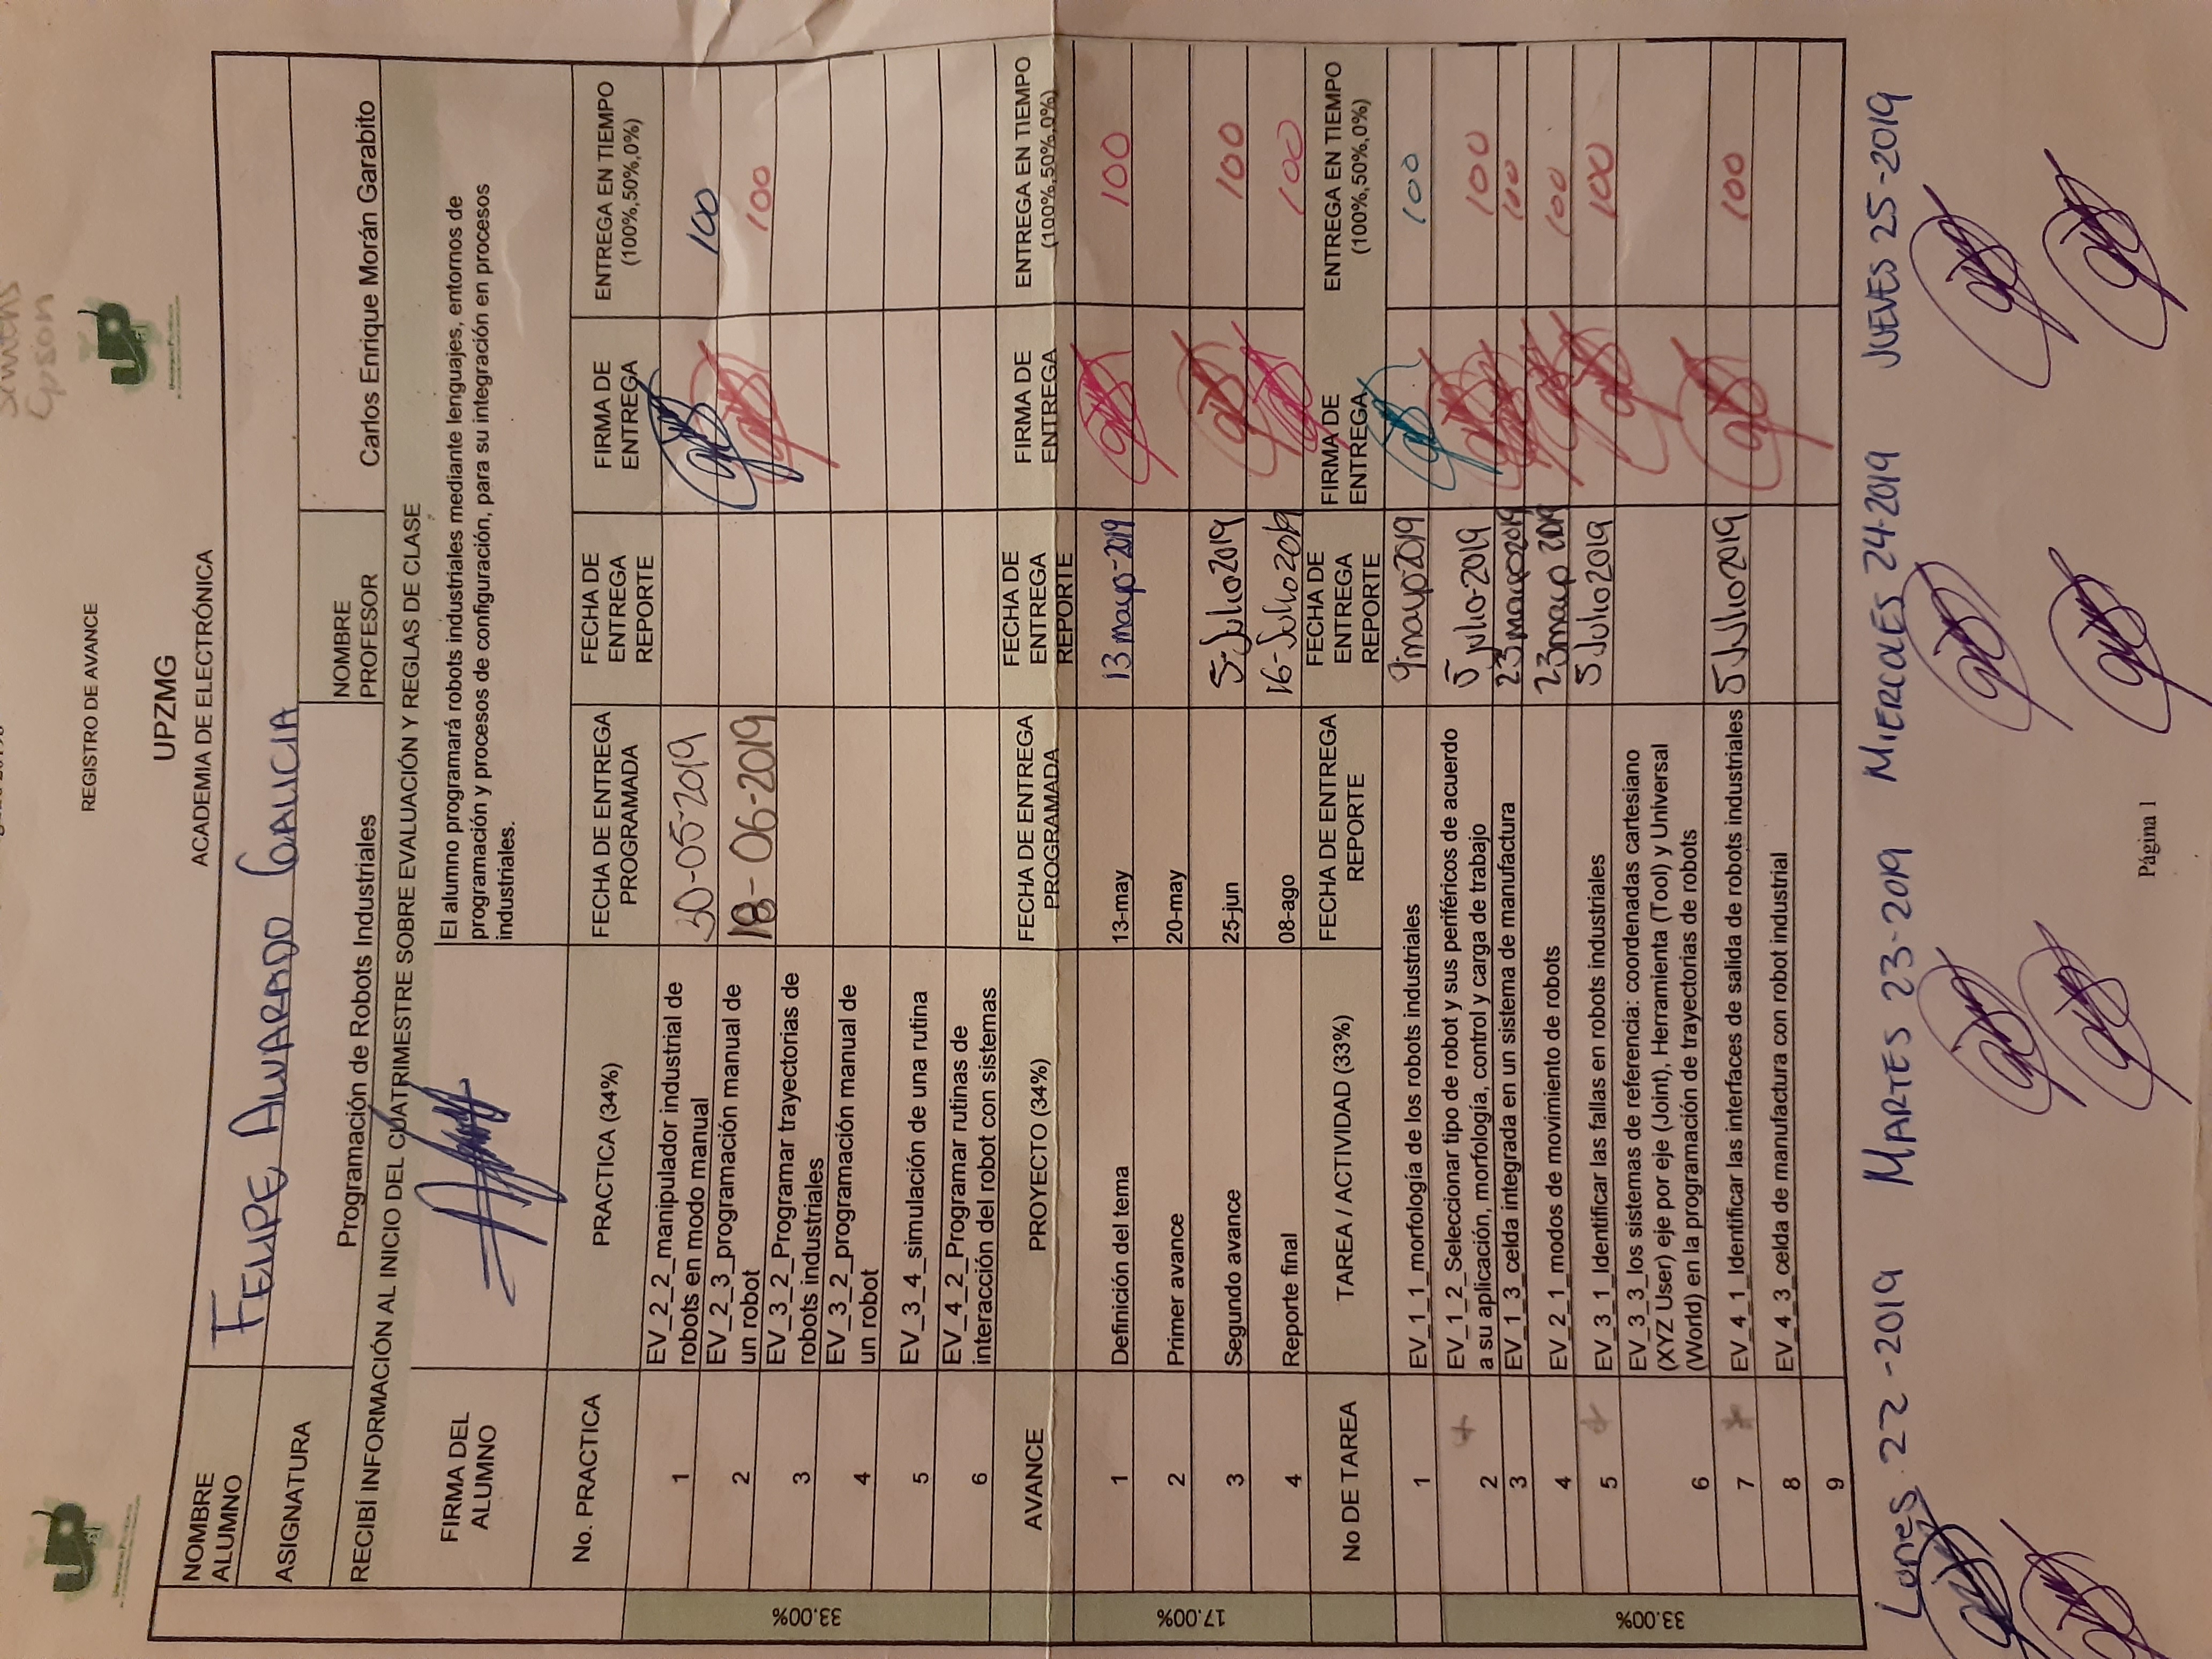 Epson
REGISTRO DE AVANCE
UPZMG
ACADEMIA DE ELECTRÓNICA
NOMBRE ALUMNO
FELIPE ALVARADO GALICIA
ASIGNATURA
Programación de Robots Industriales
NOMBRE PROFESOR
Carlos Enrique Morán Garabito
RECIBÍ INFORMACIÓN AL INICIO DEL CUATRIMESTRE SOBRE EVALUACIÓN Y REGLAS DE CLASE
FIRMA DEL ALUMNO
El alumno programará robots industriales mediante lenguajes, entornos de
programación y procesos de configuración, para su integración en procesos
industriales.
No. PRACTICA PRACTICA (34%) FECHA DE ENTREGA PROGRAMADA FECHA DE ENTREGA REPORTE FIRMA DE ENTREGA ENTREGA EN TIEMPO (100%,50%,0%)
33.00%
1 EV_2_2_manipulador industrial de robots en modo manual 30-05-2019 100
2 EV_2_3_programación manual de un robot 18-06-2019 100
3 EV_3_2_Programar trayectorias de robots industriales
4 EV_3_2_programación manual de un robot
5 EV_3_4_simulación de una rutina
6 EV_4_2_Programar rutinas de interacción del robot con sistemas
AVANCE PROYECTO (34%) FECHA DE ENTREGA PROGRAMADA FECHA DE ENTREGA REPORTE FIRMA DE ENTREGA ENTREGA EN TIEMPO (100%,50%,0%)
17.00%
1 Definición del tema 13-may 13 mayo-2019 100
2 Primer avance 20-may
3 Segundo avance 25-jun 5-Julio 2019 100
4 Reporte final 08-ago 16-Julio 2019 100
No DE TAREA TAREA / ACTIVIDAD (33%) FECHA DE ENTREGA REPORTE FECHA DE ENTREGA REPORTE FIRMA DE ENTREGA ENTREGA EN TIEMPO (100%,50%,0%)
33.00%
1 EV_1_1_morfología de los robots industriales 9-mayo-2019 100
2 EV_1_2_Seleccionar tipo de robot y sus periféricos de acuerdo a su aplicación, morfología, control y carga de trabajo 5 julio-2019 100
3 EV_1_3_celda integrada en un sistema de manufactura 23 mayo 2019 100
4 EV_2_1_modos de movimiento de robots 23 mayo 2019 100
5 EV_3_1_Identificar las fallas en robots industriales 5 Julio 2019 100
6 EV_3_3_los sistemas de referencia: coordenadas cartesiano (XYZ User) eje por eje (Joint), Herramienta (Tool) y Universal (World) en la programación de trayectorias de robots
7 EV_4_1_Identificar las interfaces de salida de robots industriales 5 Julio 2019 100
8 EV_4_3_celda de manufactura con robot industrial
9
Lunes 22-2019 MARTES 23-2019 MIERCOLES 24-2019 JUEVES 25-2019
Página 1